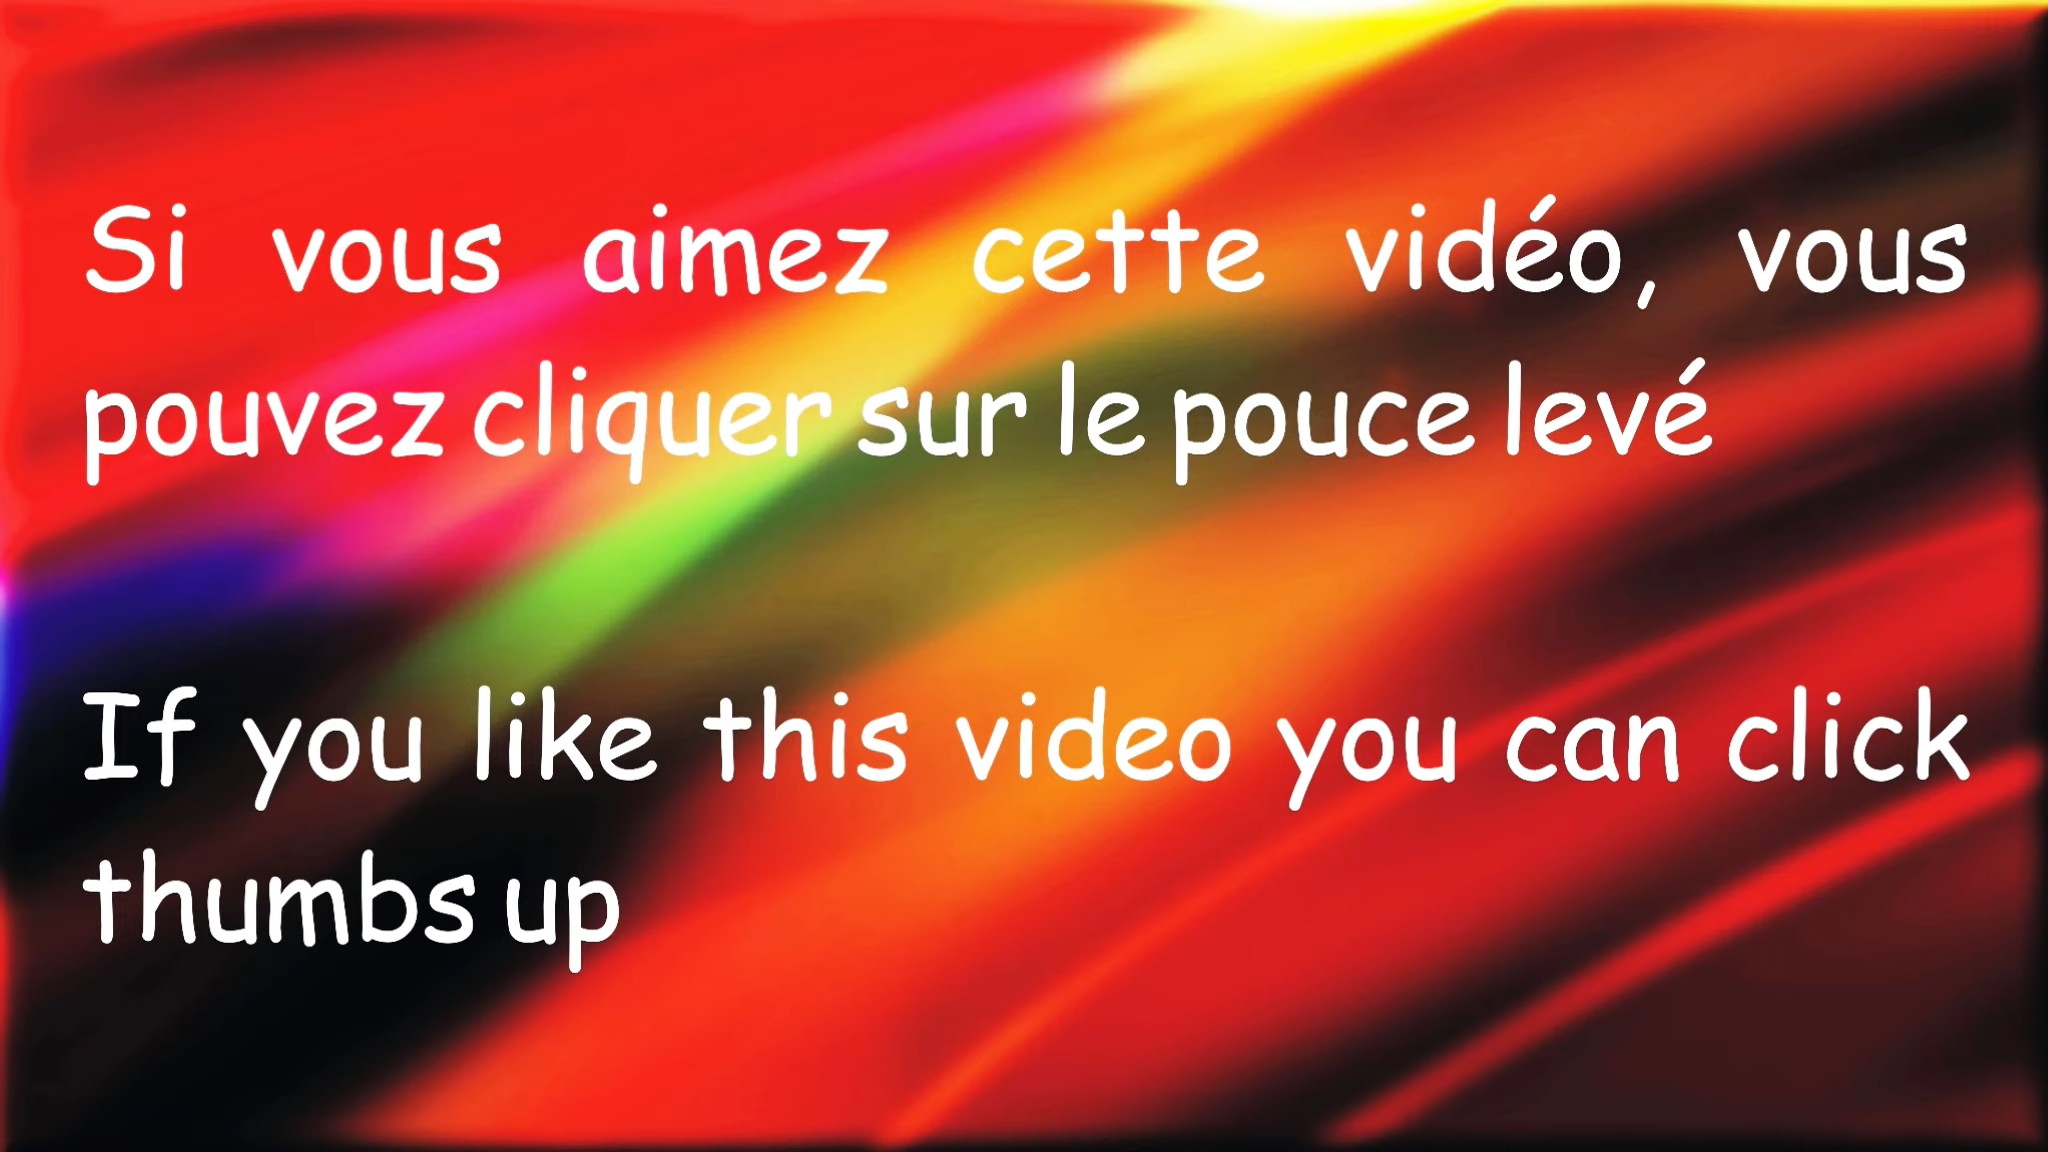 Si vous aimez cette vidéo, vous
pouvez cliquer sur le pouce levé
If you like this video you can click
thumbs up